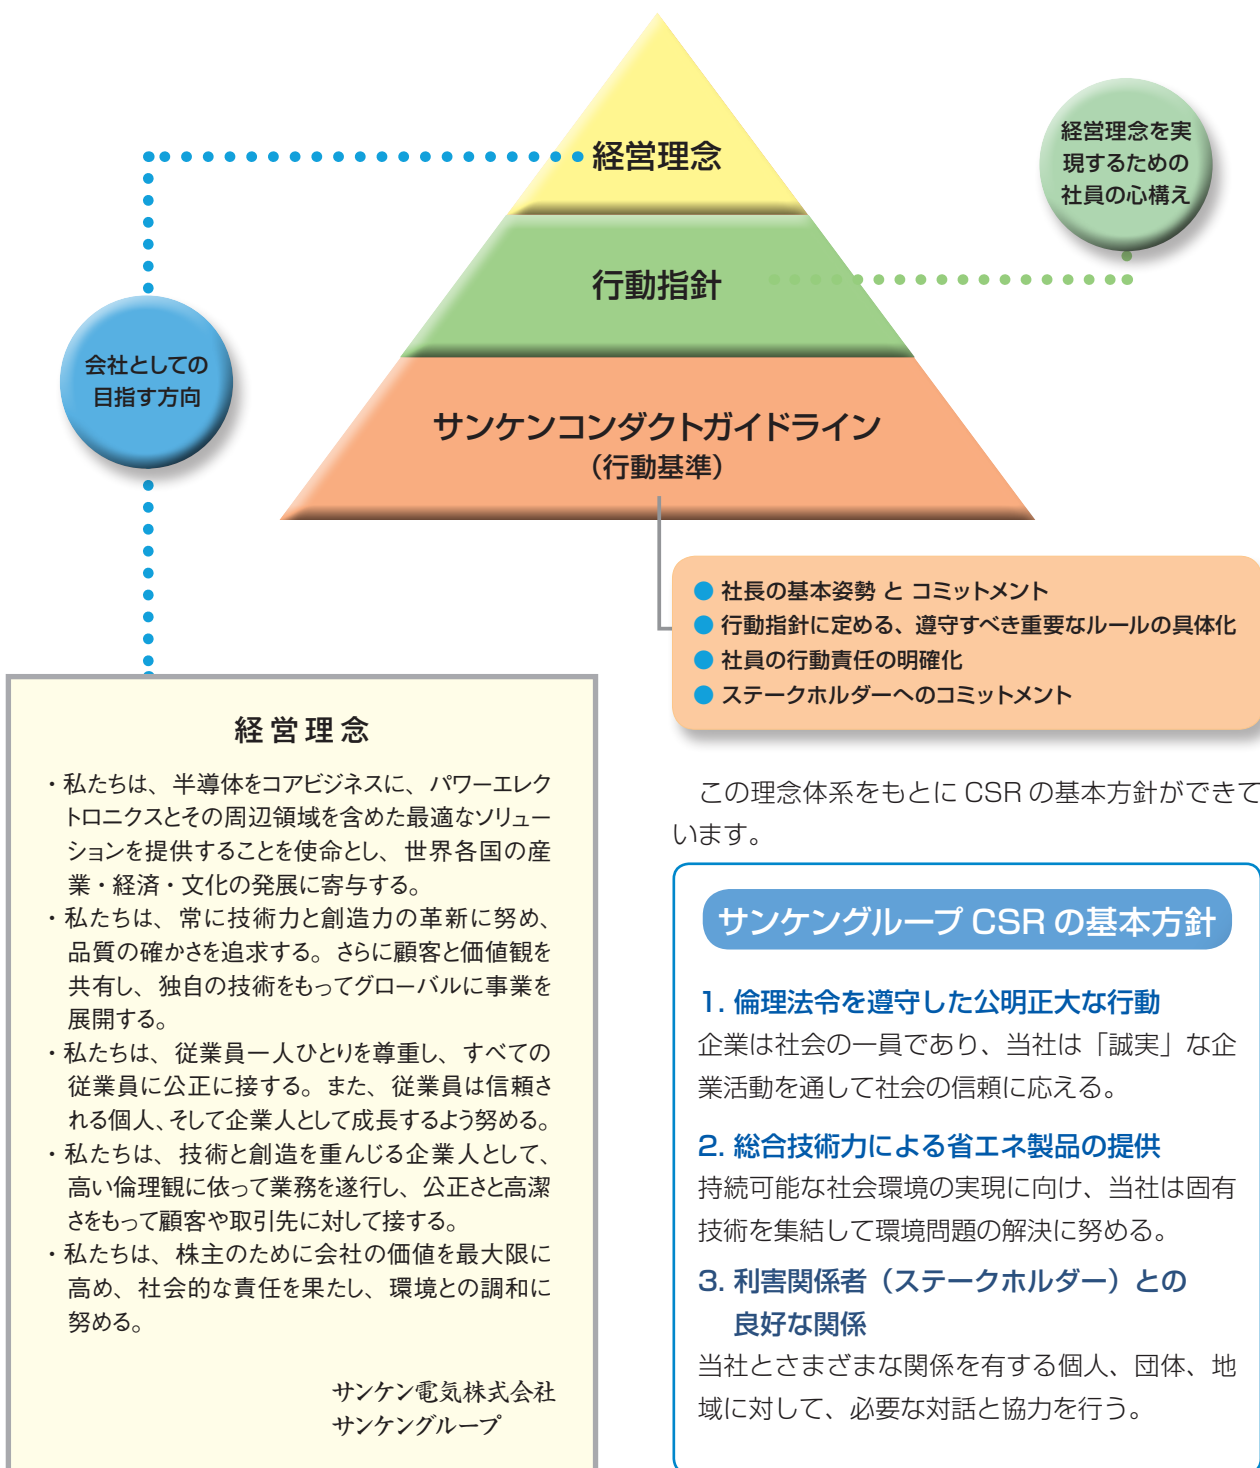 経営理念
経営理念を実
現するための
社員の心構え
行動指針
会社としての
目指す方向
サンケンコンダクトガイドライン
（行動基準）
● 社長の基本姿勢 と コミットメント
● 行動指針に定める、遵守すべき重要なルールの具体化
● 社員の行動責任の明確化
● ステークホルダーへのコミットメント
経営理念
・私たちは、半導体をコアビジネスに、パワーエレク
トロニクスとその周辺領域を含めた最適なソリュー
ションを提供することを使命とし、世界各国の産
業・経済・文化の発展に寄与する。
・私たちは、常に技術力と創造力の革新に努め、
品質の確かさを追求する。さらに顧客と価値観を
共有し、独自の技術をもってグローバルに事業を
展開する。
・私たちは、従業員一人ひとりを尊重し、すべての
従業員に公正に接する。また、従業員は信頼さ
れる個人、そして企業人として成長するよう努める。
・私たちは、技術と創造を重んじる企業人として、
高い倫理観に依って業務を遂行し、公正さと高潔
さをもって顧客や取引先に対して接する。
・私たちは、株主のために会社の価値を最大限に
高め、社会的な責任を果たし、環境との調和に
努める。
サンケン電気株式会社
サンケングループ
この理念体系をもとに CSR の基本方針ができて
います。
サンケングループ CSR の基本方針
1. 倫理法令を遵守した公明正大な行動
企業は社会の一員であり、当社は「誠実」な企
業活動を通して社会の信頼に応える。
2. 総合技術力による省エネ製品の提供
持続可能な社会環境の実現に向け、当社は固有
技術を集結して環境問題の解決に努める。
3. 利害関係者（ステークホルダー）との
良好な関係
当社とさまざまな関係を有する個人、団体、地
域に対して、必要な対話と協力を行う。